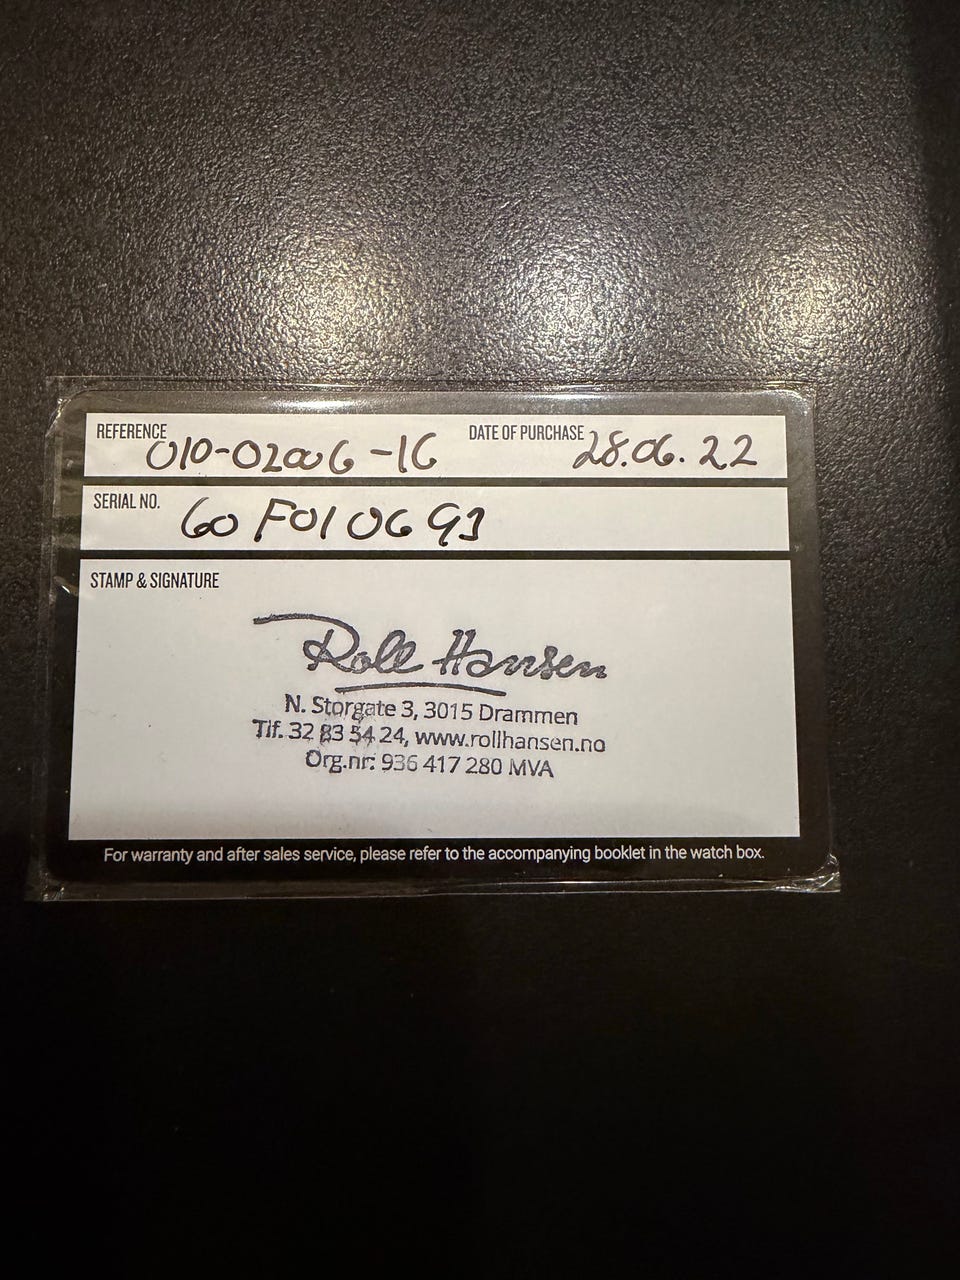 REFERENCE 010-02006-16 DATE OF PURCHASE 28.06.22
SERIAL NO. 60F010693
STAMP & SIGNATURE
Roll Hansen
N. Storgate 3, 3015 Drammen
Tlf. 32 83 54 24, www.rollhansen.no
Org.nr: 936 417 280 MVA
For warranty and after sales service, please refer to the accompanying booklet in the watch box.